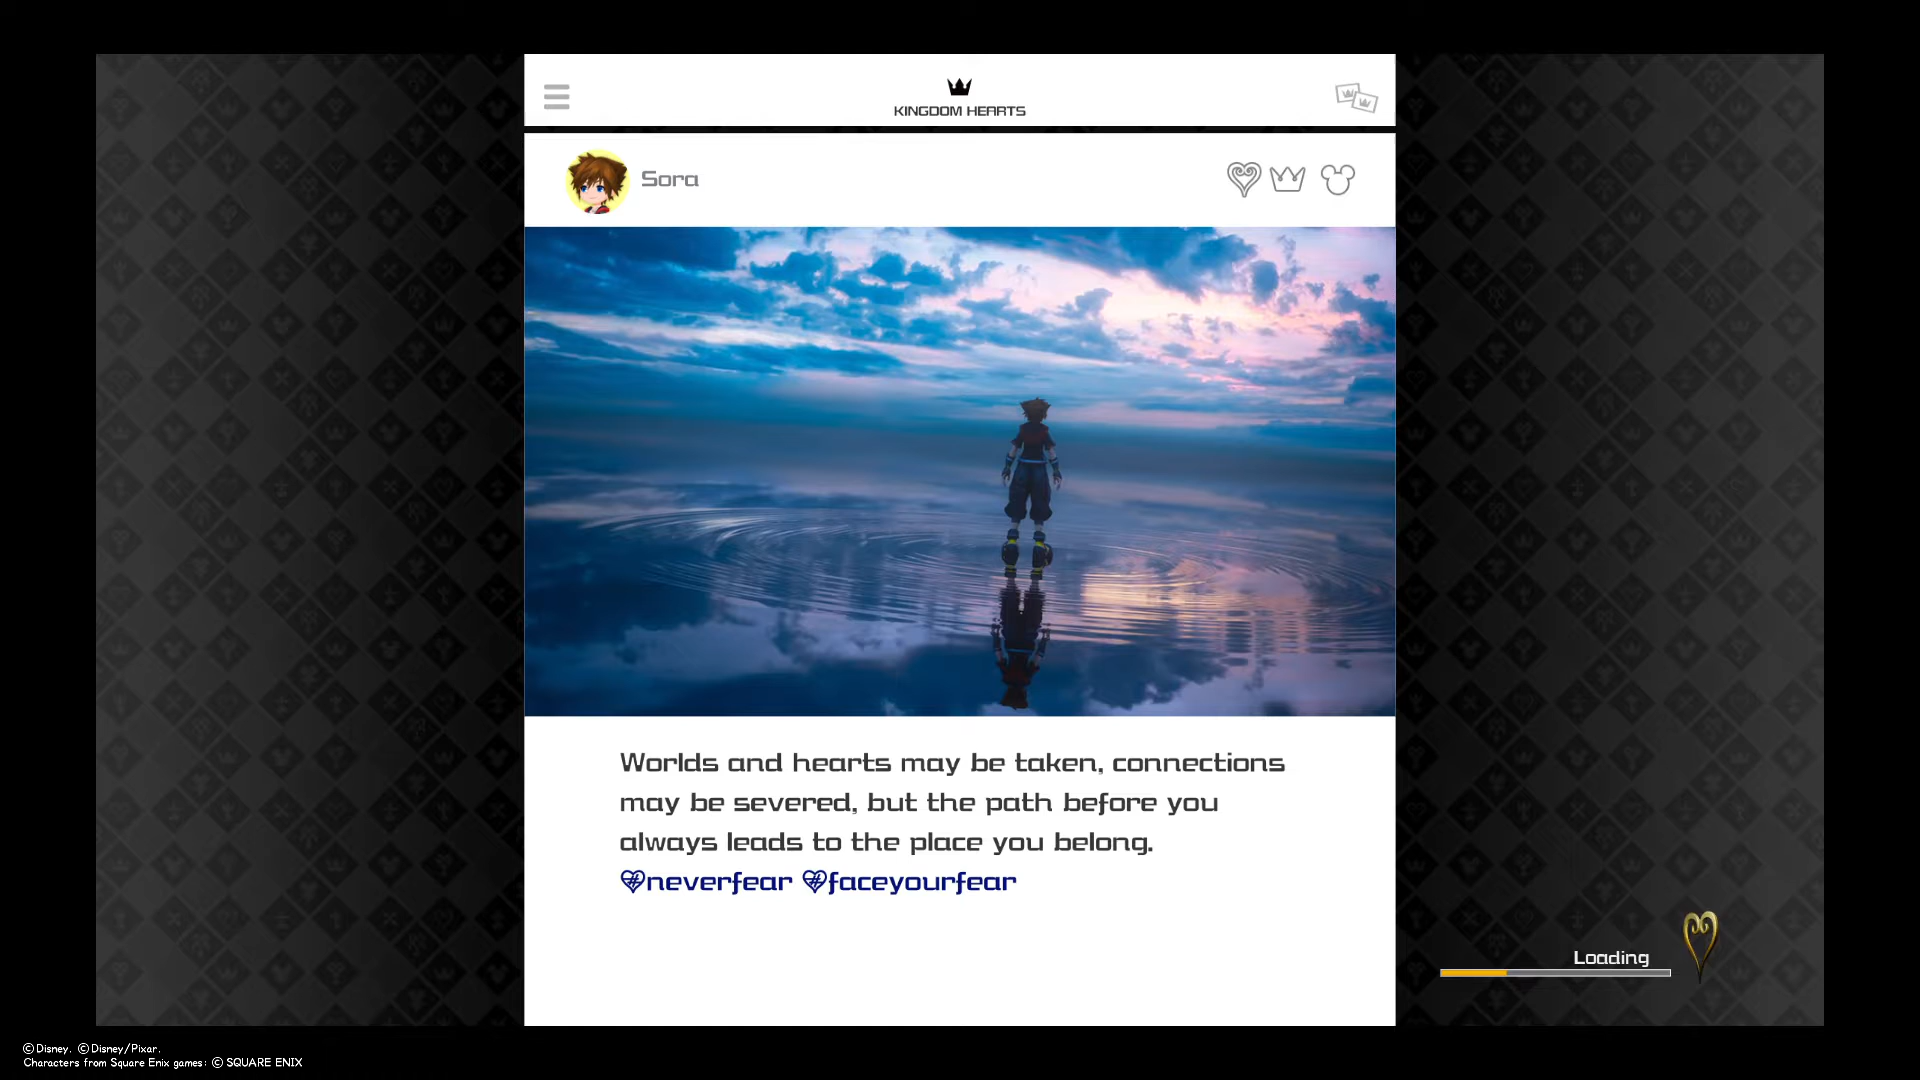 KINGDOM HEARTS
Sora
Worlds and hearts may be taken, connections
may be severed, but the path before you
always leads to the place you belong.
#neverfear #faceyourfear
Loading
©Disney. ©Disney/Pixar.
Characters from Square Enix games: © SQUARE ENIX